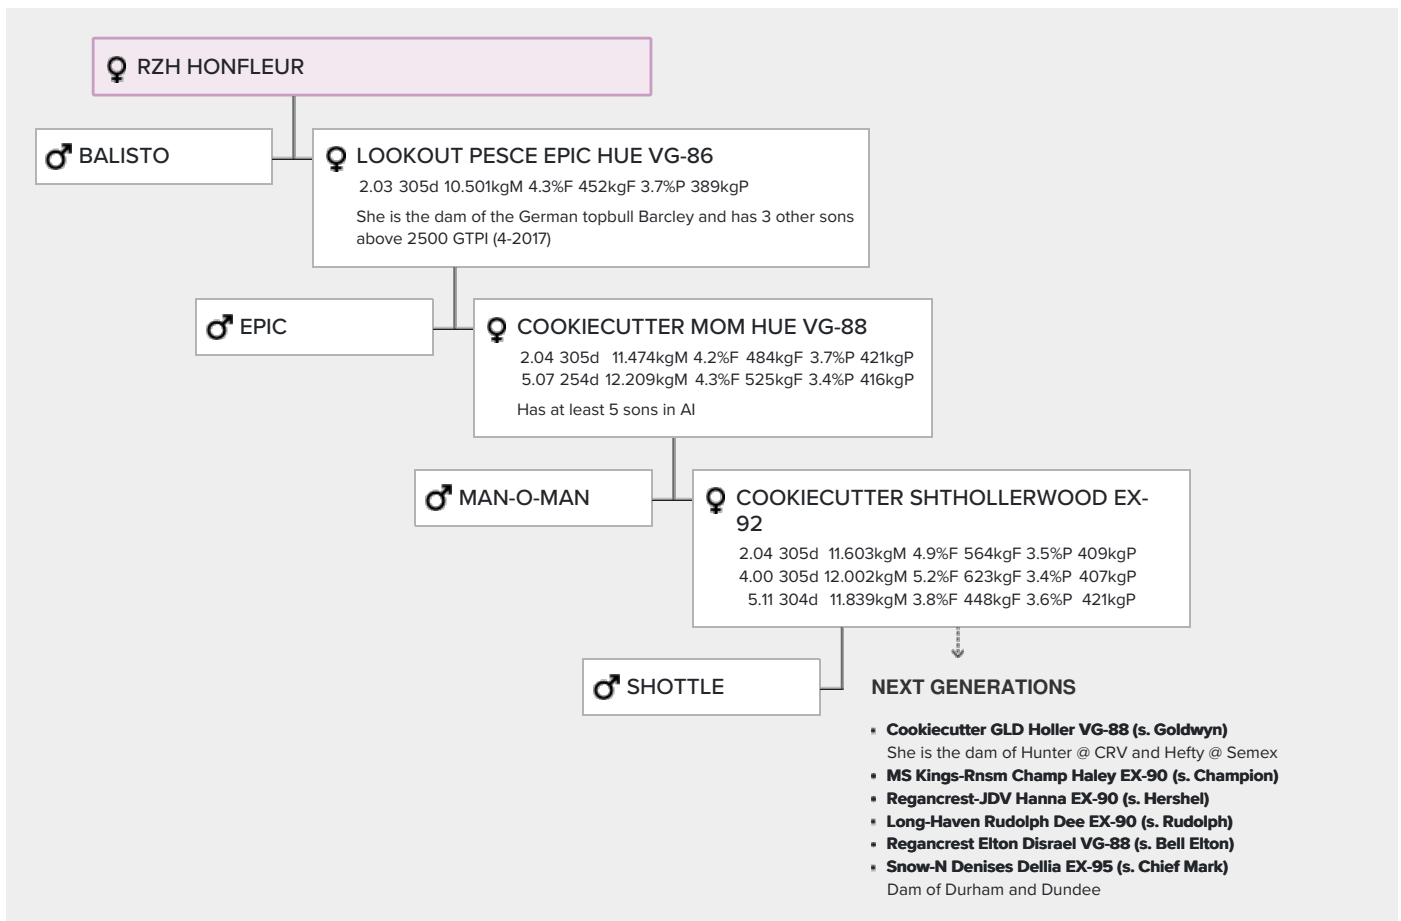 RZH HONFLEUR
BALISTO
LOOKOUT PESCE EPIC HUE VG-86
2.03 305d 10.501kgM 4.3%F 452kgF 3.7%P 389kgP
She is the dam of the German topbull Barcley and has 3 other sons
above 2500 GTPI (4-2017)
EPIC
COOKIECUTTER MOM HUE VG-88
2.04 305d 11.474kgM 4.2%F 484kgF 3.7%P 421kgP
5.07 254d 12.209kgM 4.3%F 525kgF 3.4%P 416kgP
Has at least 5 sons in AI
MAN-O-MAN
COOKIECUTTER SHTHOLLERWOOD EX-
92
2.04 305d 11.603kgM 4.9%F 564kgF 3.5%P 409kgP
4.00 305d 12.002kgM 5.2%F 623kgF 3.4%P 407kgP
5.11 304d 11.839kgM 3.8%F 448kgF 3.6%P 421kgP
SHOTTLE
NEXT GENERATIONS
Cookiecutter GLD Holler VG-88 (s. Goldwyn)
She is the dam of Hunter @ CRV and Hefty @ Semex
MS Kings-Rnsm Champ Haley EX-90 (s. Champion)
Regancrest-JDV Hanna EX-90 (s. Hershel)
Long-Haven Rudolph Dee EX-90 (s. Rudolph)
Regancrest Elton Disrael VG-88 (s. Bell Elton)
Snow-N Denises Dellia EX-95 (s. Chief Mark)
Dam of Durham and Dundee